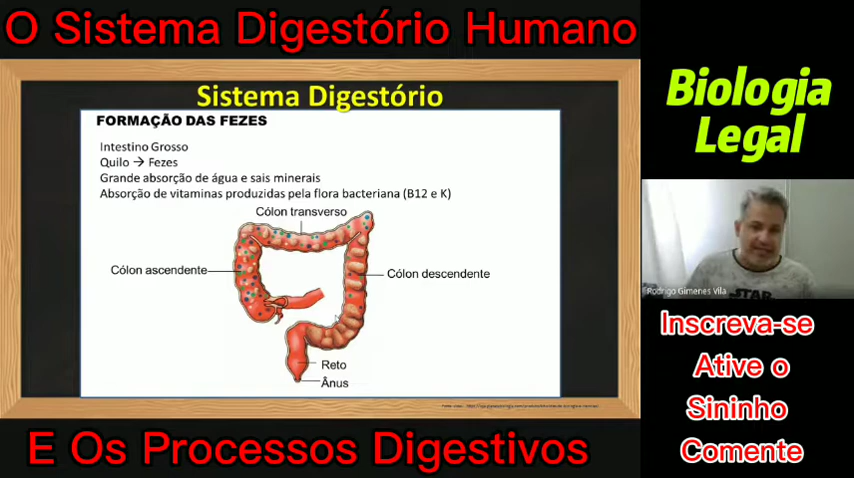 O Sistema Digestório Humano
Sistema Digestório
FORMAÇÃO DAS FEZES
Intestino Grosso
Quilo → Fezes
Grande absorção de água e sais minerais
Absorção de vitaminas produzidas pela flora bacteriana (B12 e K)
Cólon transverso
Cólon ascendente
Cólon descendente
Reto
Ânus
E Os Processos Digestivos
Biologia
Legal
Rodrigo Gimenes Vila
STAR
Inscreva-se
Ative o
Sininho
Comente